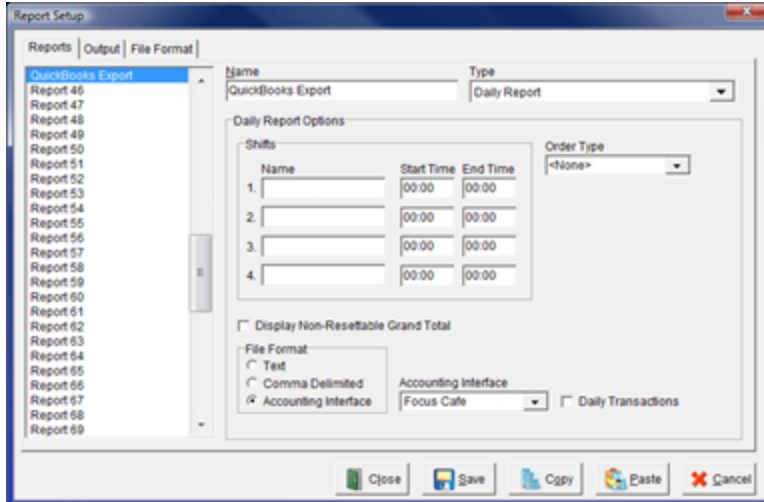 Report Setup
Reports Output File Format
QuickBooks Export
Report 46
Report 47
Report 48
Report 49
Report 50
Report 51
Report 52
Report 53
Report 54
Report 55
Report 56
Report 57
Report 58
Report 59
Report 60
Report 61
Report 62
Report 63
Report 64
Report 65
Report 66
Report 67
Report 68
Report 69
Name Type
QuickBooks Export Daily Report
Daily Report Options
Shifts Order Type
Name Start Time End Time <None>
1. 00:00 00:00
2. 00:00 00:00
3. 00:00 00:00
4. 00:00 00:00
Display Non-Resettable Grand Total
File Format
Text
Comma Delimited Accounting Interface
Accounting Interface Focus Cafe Daily Transactions
Close Save Copy Paste Cancel